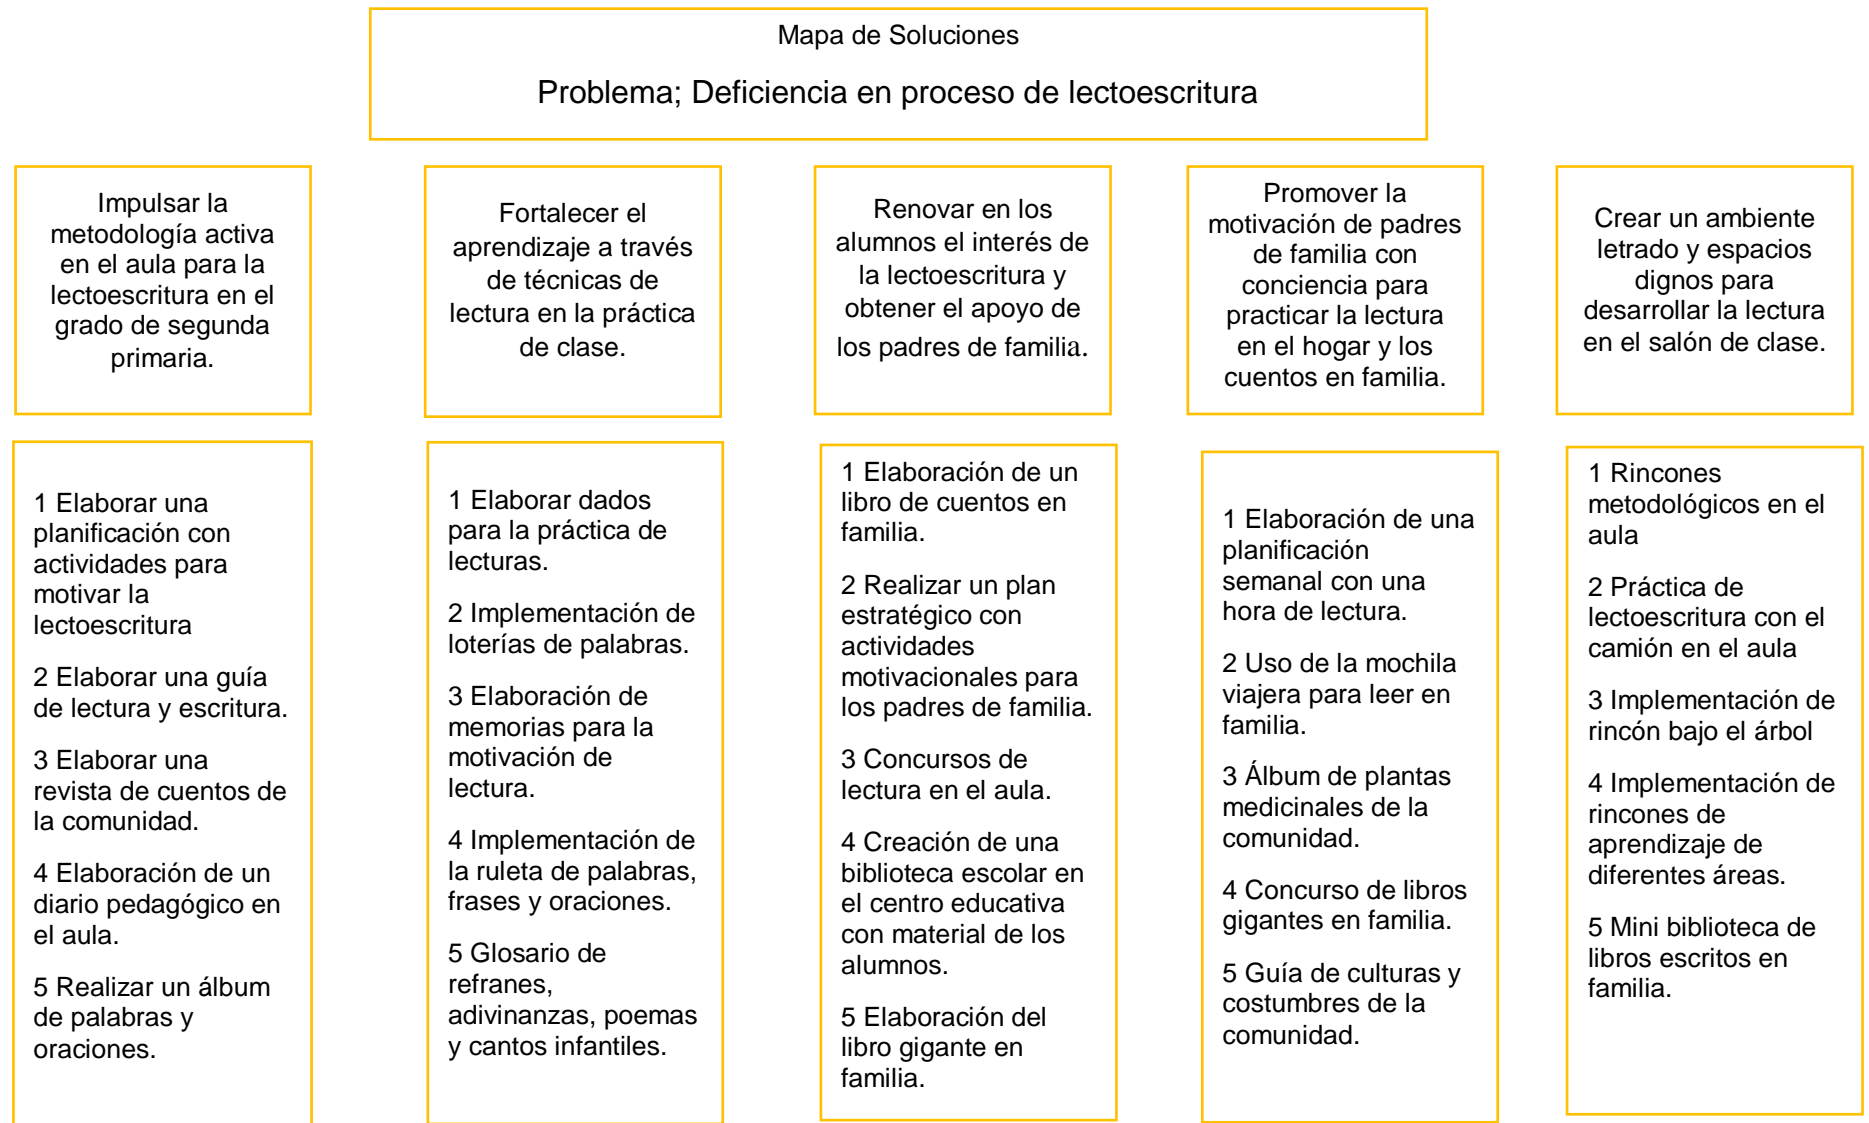 Mapa de Soluciones
Problema; Deficiencia en proceso de lectoescritura
Impulsar la
metodología activa
en el aula para la
lectoescritura en el
grado de segunda
primaria.
Fortalecer el
aprendizaje a través
de técnicas de
lectura en la práctica
de clase.
Renovar en los
alumnos el interés de
la lectoescritura y
obtener el apoyo de
los padres de familia.
Promover la
motivación de padres
de familia con
conciencia para
practicar la lectura
en el hogar y los
cuentos en familia.
Crear un ambiente
letrado y espacios
dignos para
desarrollar la lectura
en el salón de clase.
1 Elaborar una
planificación con
actividades para
motivar la
lectoescritura
2 Elaborar una guía
de lectura y escritura.
3 Elaborar una
revista de cuentos de
la comunidad.
4 Elaboración de un
diario pedagógico en
el aula.
5 Realizar un álbum
de palabras y
oraciones.
1 Elaborar dados
para la práctica de
lecturas.
2 Implementación de
loterías de palabras.
3 Elaboración de
memorias para la
motivación de
lectura.
4 Implementación de
la ruleta de palabras,
frases y oraciones.
5 Glosario de
refranes,
adivinanzas, poemas
y cantos infantiles.
1 Elaboración de un
libro de cuentos en
familia.
2 Realizar un plan
estratégico con
actividades
motivacionales para
los padres de familia.
3 Concursos de
lectura en el aula.
4 Creación de una
biblioteca escolar en
el centro educativa
con material de los
alumnos.
5 Elaboración del
libro gigante en
familia.
1 Elaboración de una
planificación
semanal con una
hora de lectura.
2 Uso de la mochila
viajera para leer en
familia.
3 Álbum de plantas
medicinales de la
comunidad.
4 Concurso de libros
gigantes en familia.
5 Guía de culturas y
costumbres de la
comunidad.
1 Rincones
metodológicos en el
aula
2 Práctica de
lectoescritura con el
camión en el aula
3 Implementación de
rincón bajo el árbol
4 Implementación de
rincones de
aprendizaje de
diferentes áreas.
5 Mini biblioteca de
libros escritos en
familia.